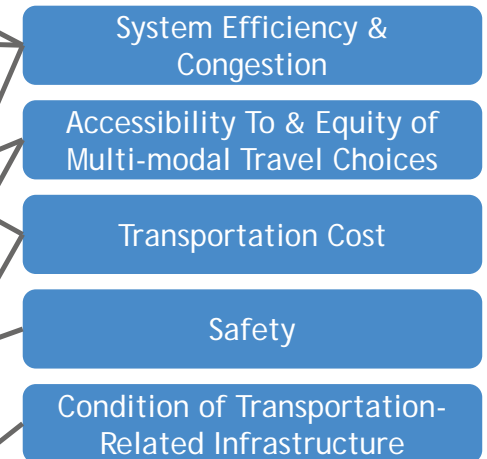 System Efficiency &
Congestion
Accessibility To & Equity of
Multi-modal Travel Choices
Transportation Cost
Safety
Condition of Transportation-
Related Infrastructure